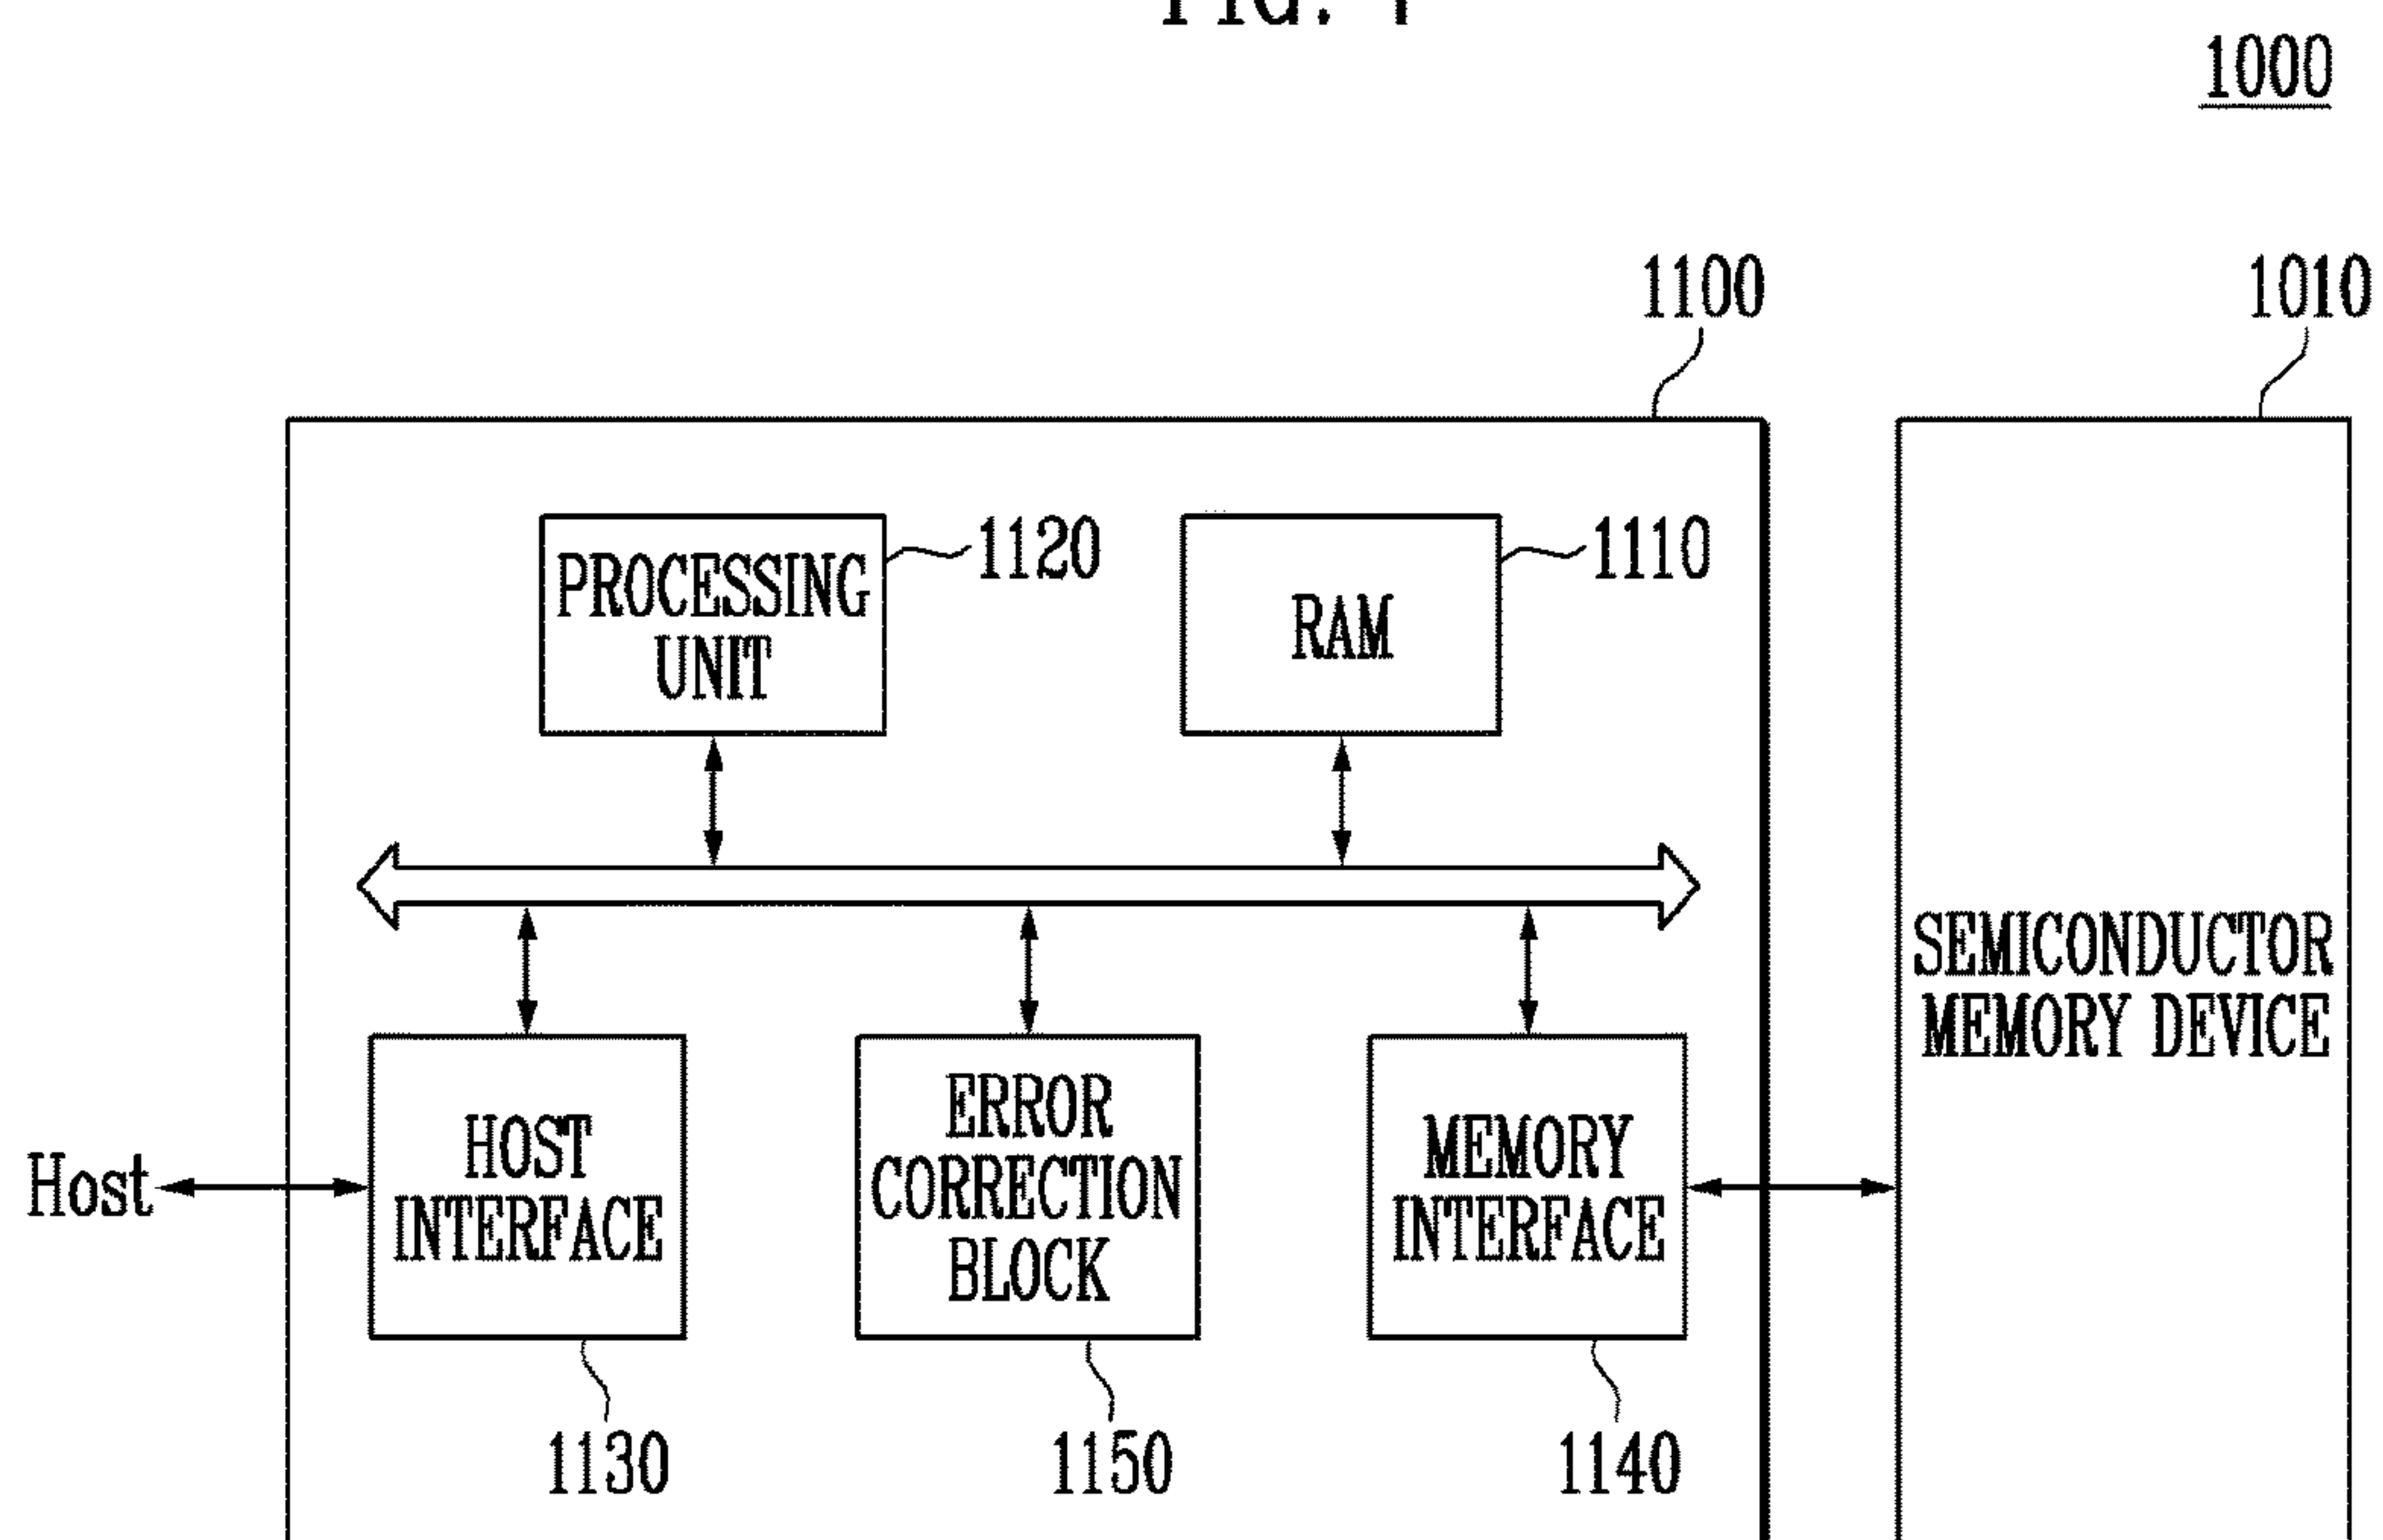 1000
1100
1010
PROCESSING
UNIT
1120
RAM
1110
SEMICONDUCTOR
MEMORY DEVICE
Host
HOST
INTERFACE
ERROR
CORRECTION
BLOCK
MEMORY
INTERFACE
1130
1150
1140